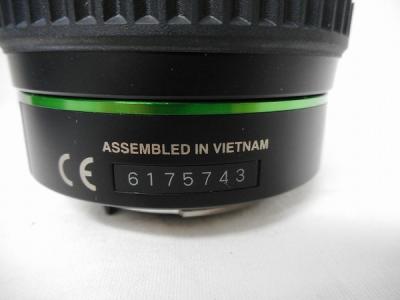 ASSEMBLED IN VIETNAM
CE 6175743